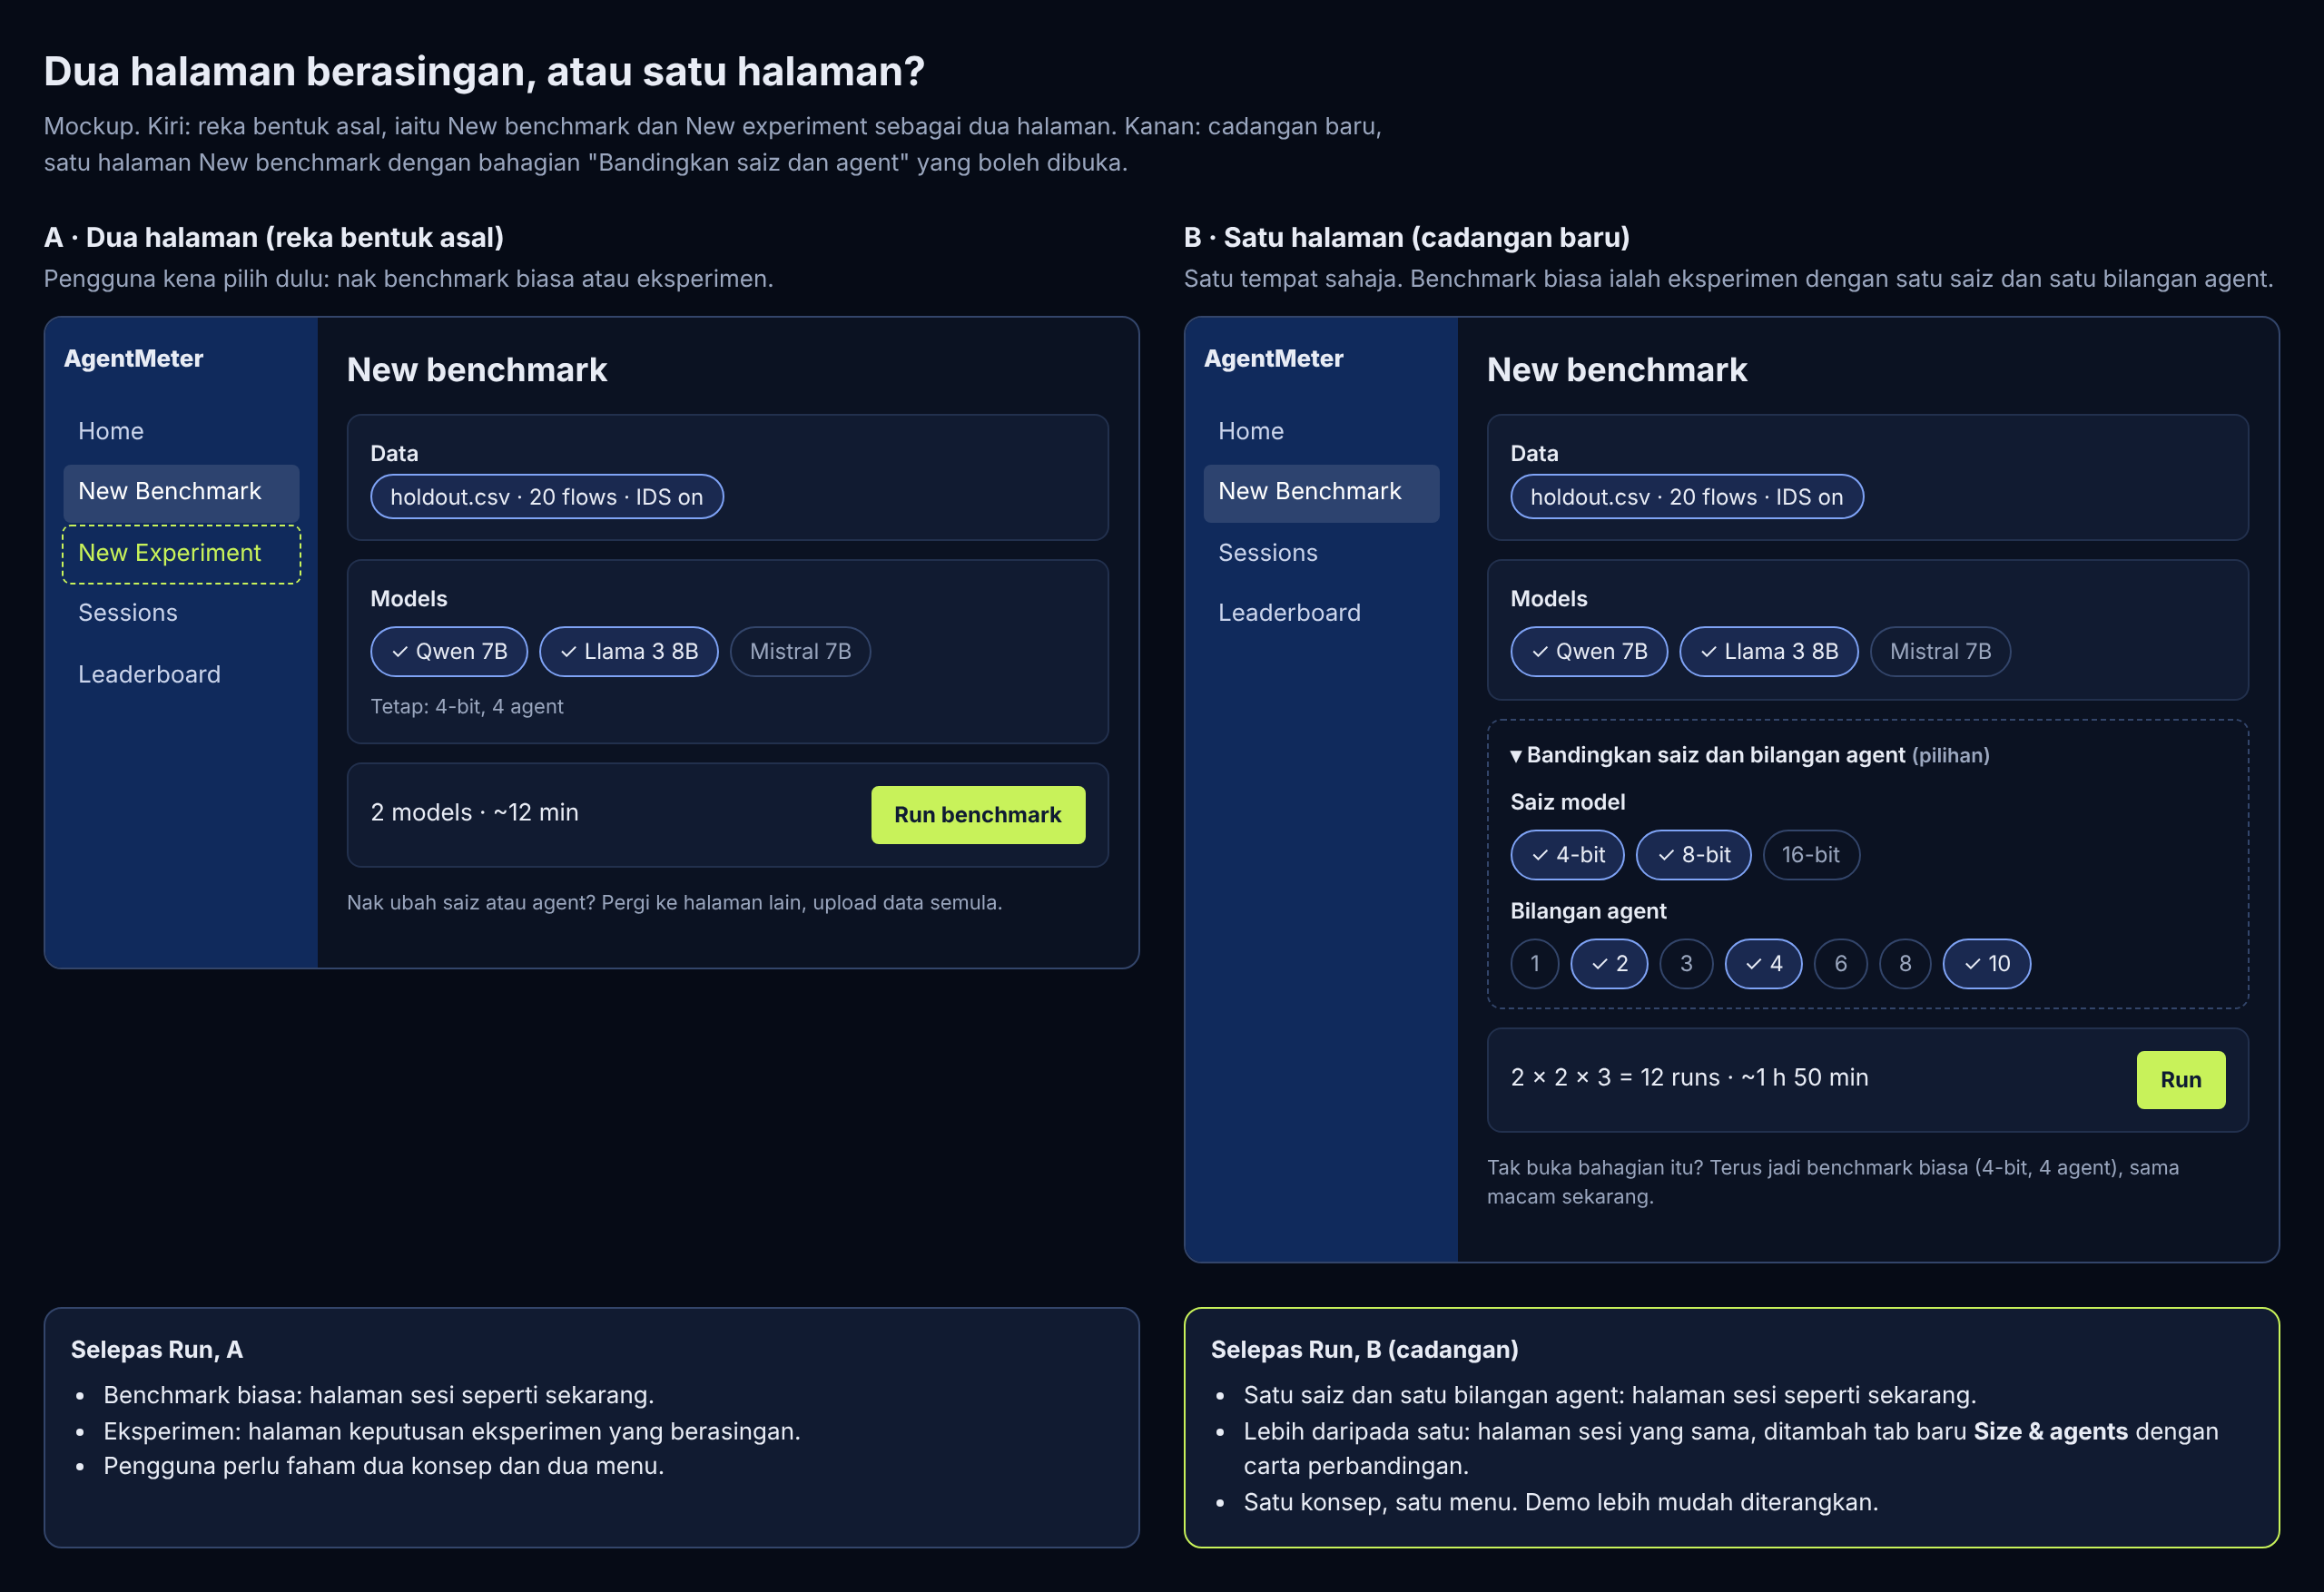 Dua halaman berasingan, atau satu halaman?
Mockup. Kiri: reka bentuk asal, iaitu New benchmark dan New experiment sebagai dua halaman. Kanan: cadangan baru,
satu halaman New benchmark dengan bahagian "Bandingkan saiz dan agent" yang boleh dibuka.
A · Dua halaman (reka bentuk asal)
Pengguna kena pilih dulu: nak benchmark biasa atau eksperimen.
AgentMeter
Home
New Benchmark
New Experiment
Sessions
Leaderboard
New benchmark
Data
holdout.csv · 20 flows · IDS on
Models
✓ Qwen 7B ✓ Llama 3 8B Mistral 7B
Tetap: 4-bit, 4 agent
2 models · ~12 min Run benchmark
Nak ubah saiz atau agent? Pergi ke halaman lain, upload data semula.
B · Satu halaman (cadangan baru)
Satu tempat sahaja. Benchmark biasa ialah eksperimen dengan satu saiz dan satu bilangan agent.
AgentMeter
Home
New Benchmark
Sessions
Leaderboard
New benchmark
Data
holdout.csv · 20 flows · IDS on
Models
✓ Qwen 7B ✓ Llama 3 8B Mistral 7B
▾ Bandingkan saiz dan bilangan agent (pilihan)
Saiz model
✓ 4-bit ✓ 8-bit 16-bit
Bilangan agent
1 ✓ 2 3 ✓ 4 6 8 ✓ 10
2 × 2 × 3 = 12 runs · ~1 h 50 min Run
Tak buka bahagian itu? Terus jadi benchmark biasa (4-bit, 4 agent), sama
macam sekarang.
Selepas Run, A
• Benchmark biasa: halaman sesi seperti sekarang.
• Eksperimen: halaman keputusan eksperimen yang berasingan.
• Pengguna perlu faham dua konsep dan dua menu.
Selepas Run, B (cadangan)
• Satu saiz dan satu bilangan agent: halaman sesi seperti sekarang.
• Lebih daripada satu: halaman sesi yang sama, ditambah tab baru Size & agents dengan
carta perbandingan.
• Satu konsep, satu menu. Demo lebih mudah diterangkan.